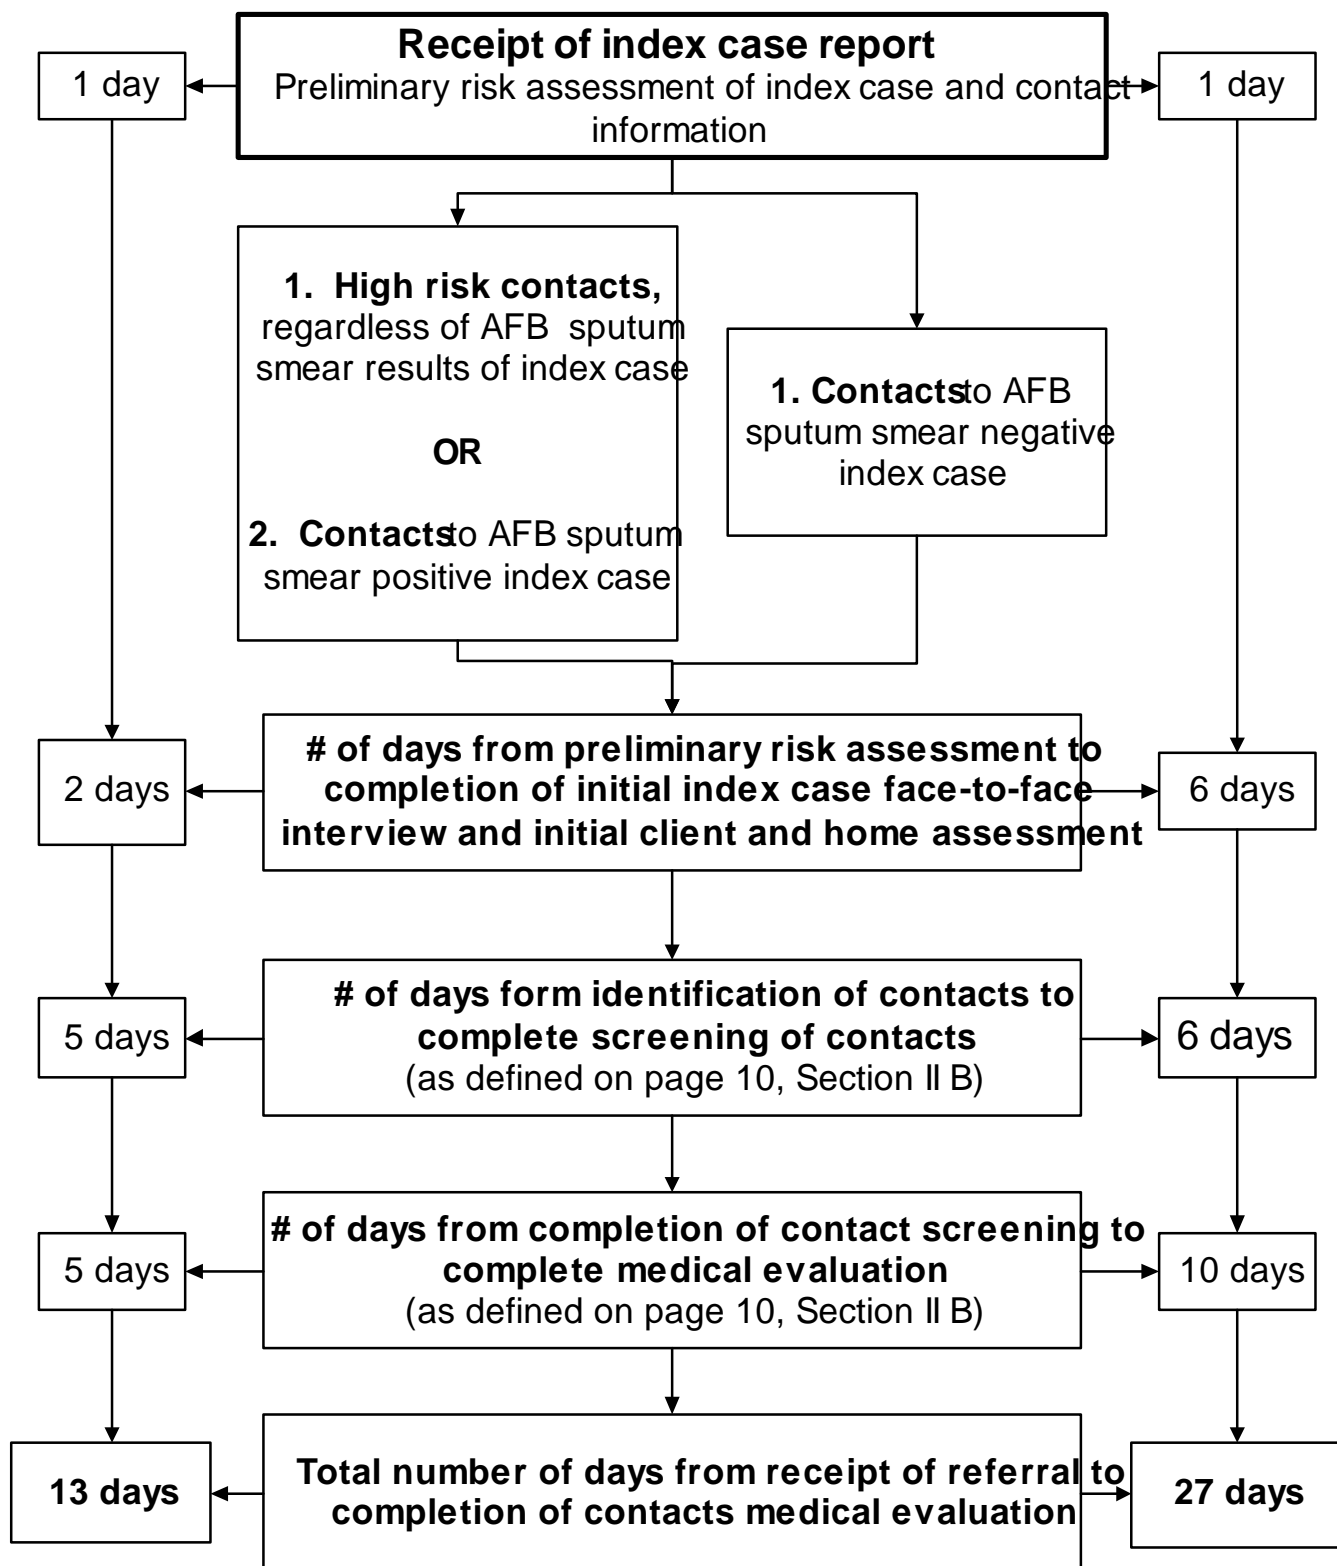 Receipt of index case report
1 day
Preliminary risk assessment of index case and contact
1 day
information
1. High risk contacts,
regardless of AFB sputum
smear results of index case
OR
2. Contacts to AFB sputum
smear positive index case
1. Contacts to AFB
sputum smear negative
index case
# of days from preliminary risk assessment to
completion of initial index case face-to-face
interview and initial client and home assessment
2 days
6 days
# of days form identification of contacts to
complete screening of contacts
(as defined on page 10, Section II B)
5 days
6 days
# of days from completion of contact screening to
complete medical evaluation
(as defined on page 10, Section II B)
5 days
10 days
Total number of days from receipt of referral to
completion of contacts medical evaluation
13 days
27 days